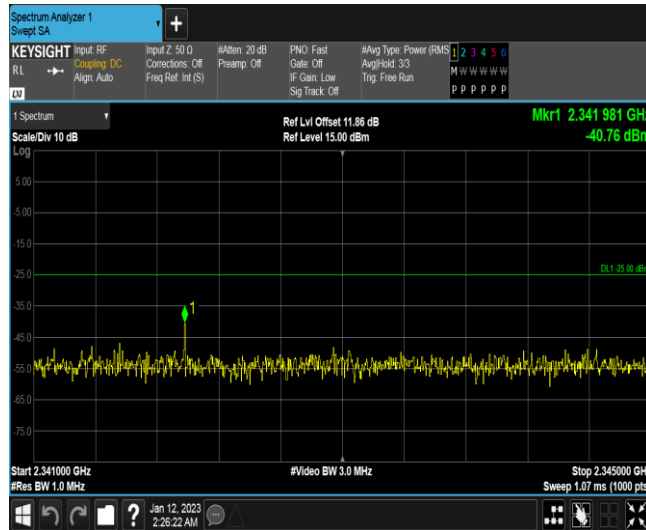 Spectrum Analyzer 1
Swept SA
KEYSIGHT
RL
LXI
Input: RF
Coupling: DC
Align: Auto
Input Z: 50 Ω
Corrections: Off
Freq Ref: Int (S)
#Atten: 20 dB
Preamp: Off
PNO: Fast
Gate: Off
IF Gain: Low
Sig Track: Off
#Avg Type: Power (RMS
Avg|Hold: 3/3
Trig: Free Run
1 2 3 4 5 6
M W W W W W
P P P P P P
1 Spectrum
Scale/Div 10 dB
Log
Ref Lvl Offset 11.86 dB
Ref Level 15.00 dBm
Mkr1 2.341 981 GHz
-40.76 dBm
5.00
-5.00
-15.0
-25.0
-35.0
-45.0
-55.0
-65.0
-75.0
DL1 -25.00 dBm
1
Start 2.341000 GHz
#Res BW 1.0 MHz
#Video BW 3.0 MHz
Stop 2.345000 GH
Sweep 1.07 ms (1000 pts
?
Jan 12, 2023
2:26:22 AM